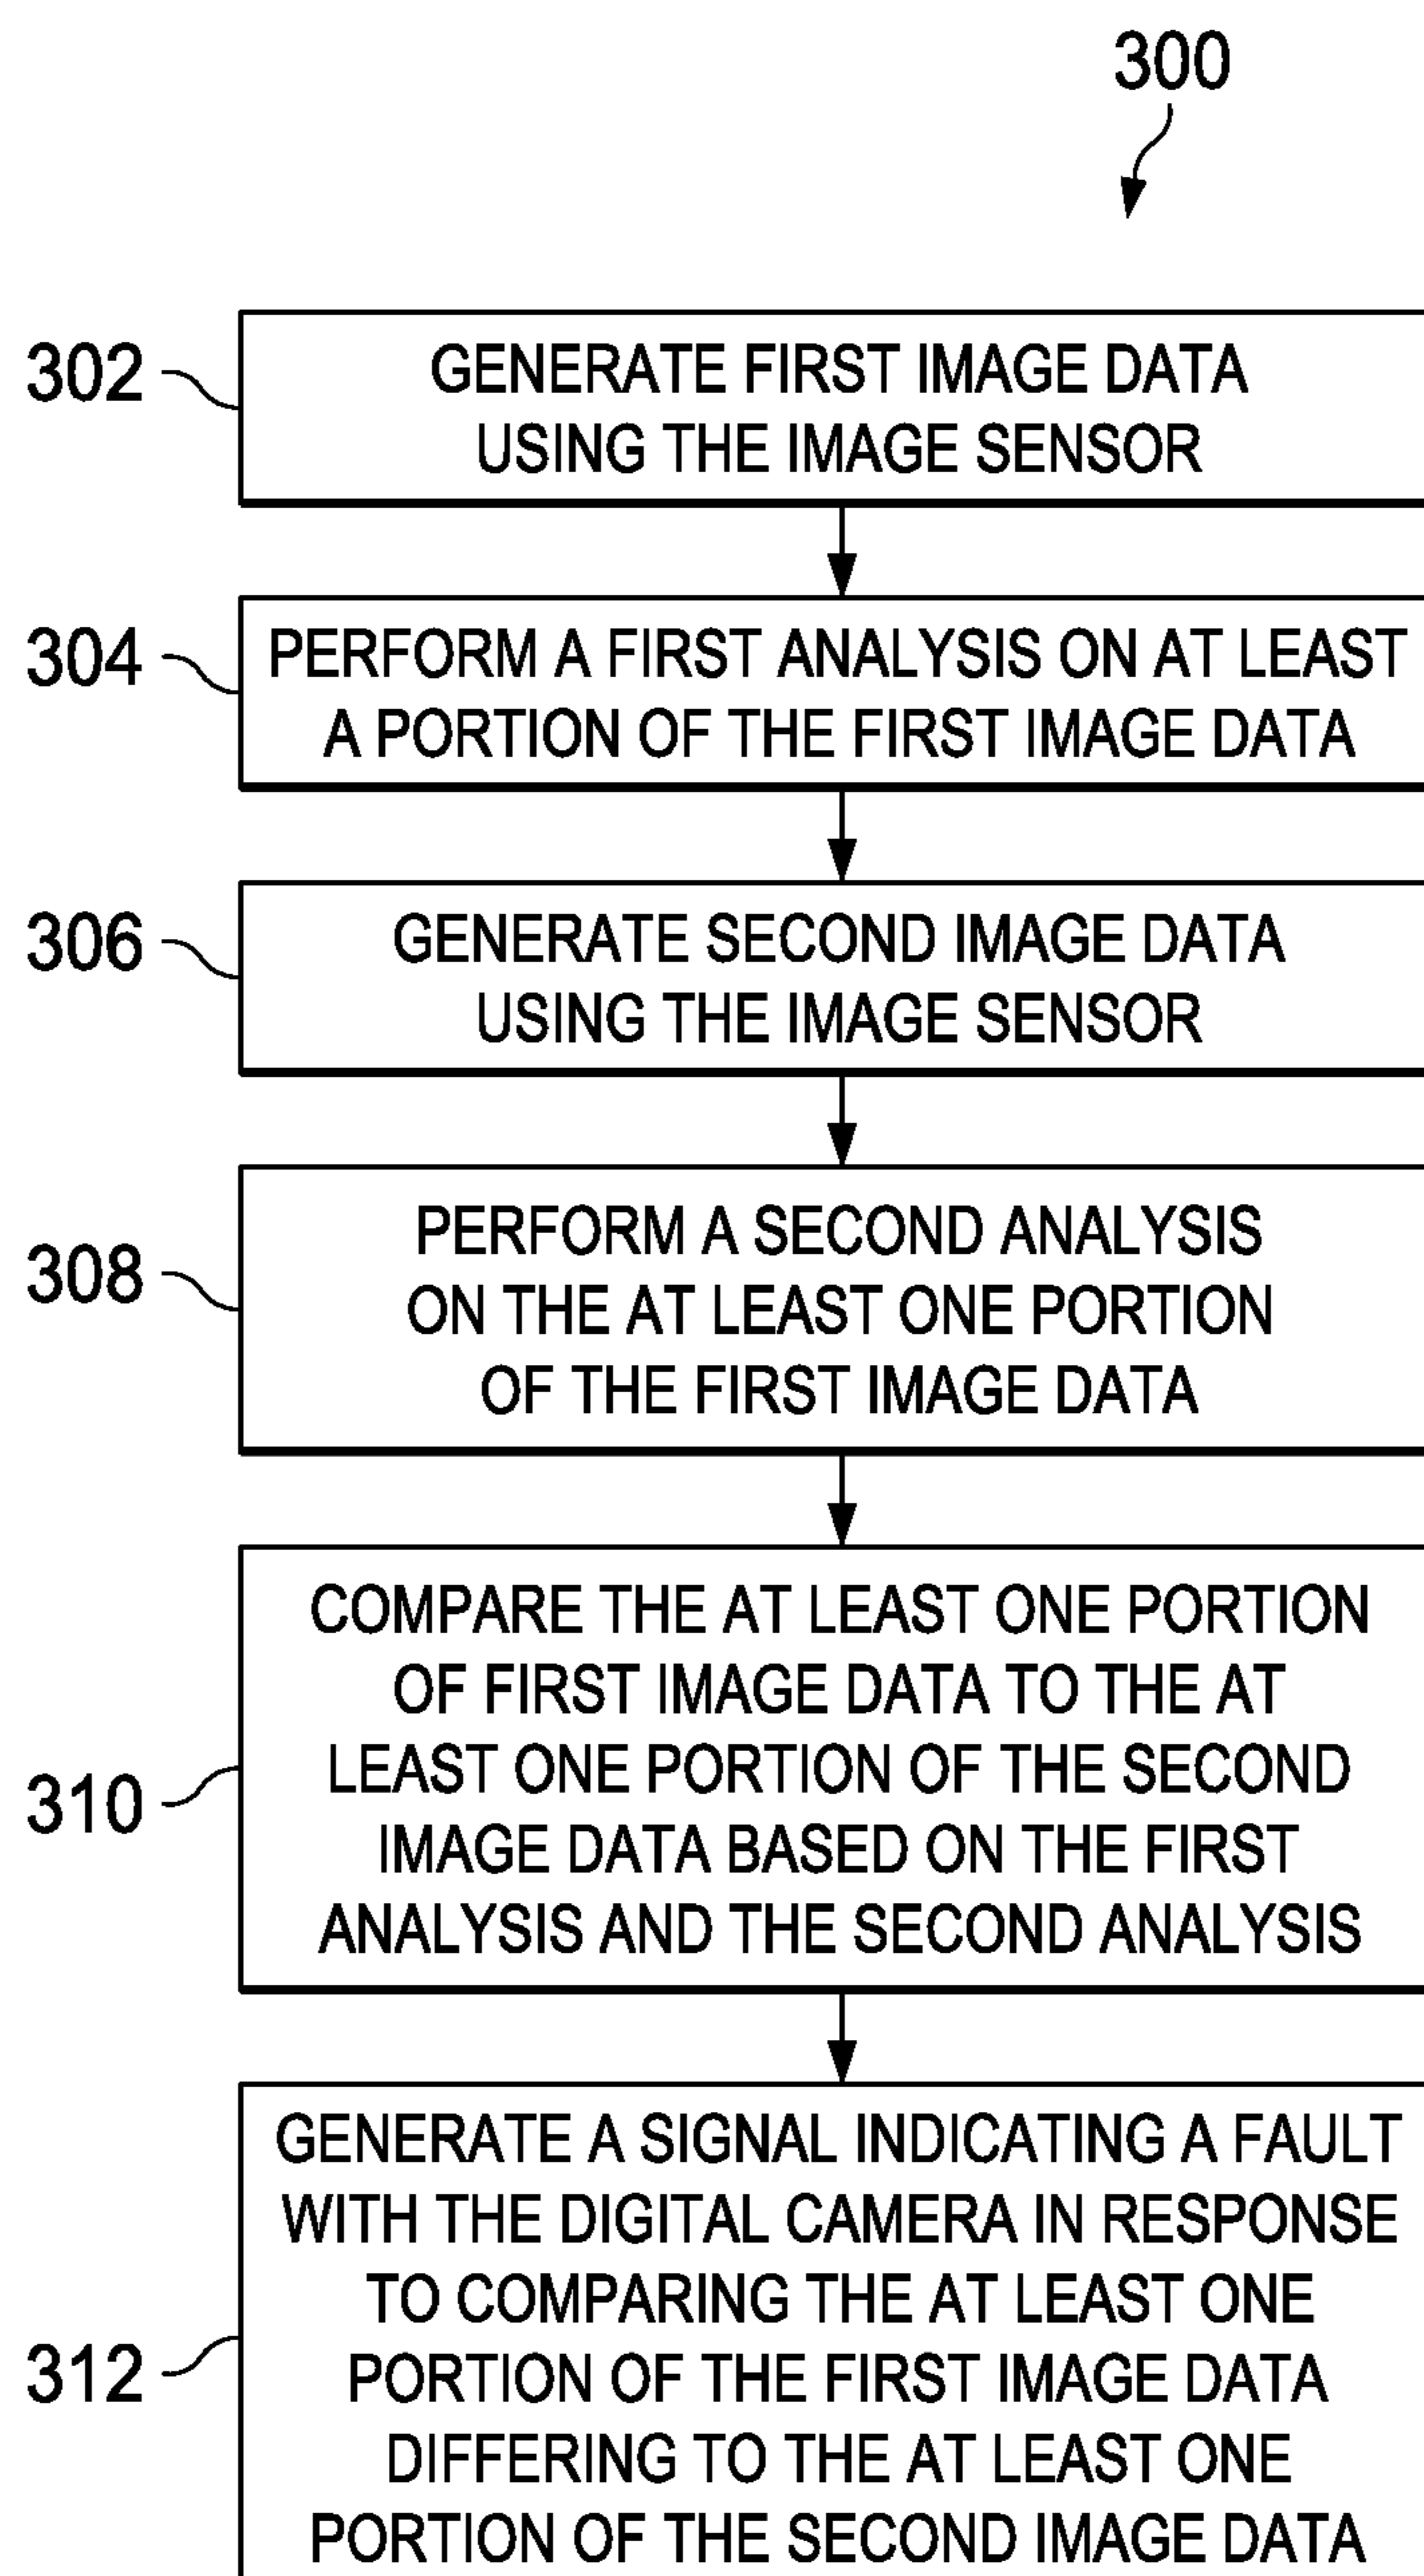 300
302
GENERATE FIRST IMAGE DATA
USING THE IMAGE SENSOR
304
PERFORM A FIRST ANALYSIS ON AT LEAST
A PORTION OF THE FIRST IMAGE DATA
306
GENERATE SECOND IMAGE DATA
USING THE IMAGE SENSOR
308
PERFORM A SECOND ANALYSIS
ON THE AT LEAST ONE PORTION
OF THE FIRST IMAGE DATA
310
COMPARE THE AT LEAST ONE PORTION
OF FIRST IMAGE DATA TO THE AT
LEAST ONE PORTION OF THE SECOND
IMAGE DATA BASED ON THE FIRST
ANALYSIS AND THE SECOND ANALYSIS
312
GENERATE A SIGNAL INDICATING A FAULT
WITH THE DIGITAL CAMERA IN RESPONSE
TO COMPARING THE AT LEAST ONE
PORTION OF THE FIRST IMAGE DATA
DIFFERING TO THE AT LEAST ONE
PORTION OF THE SECOND IMAGE DATA